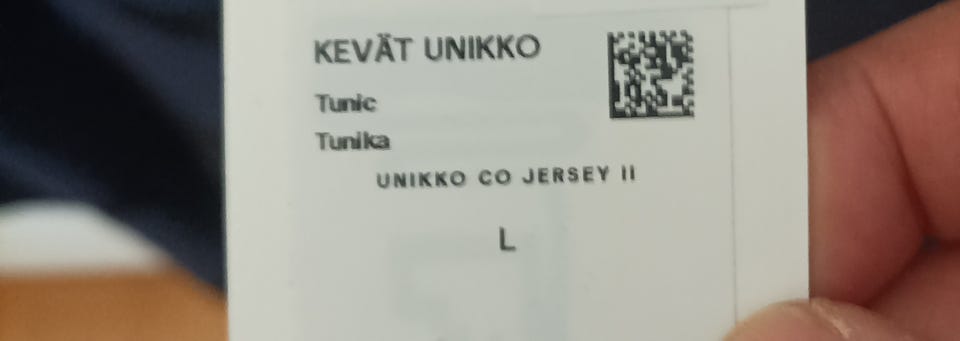 KEVÄT UNIKKO
Tunic
Tunika
UNIKKO CO JERSEY II
L